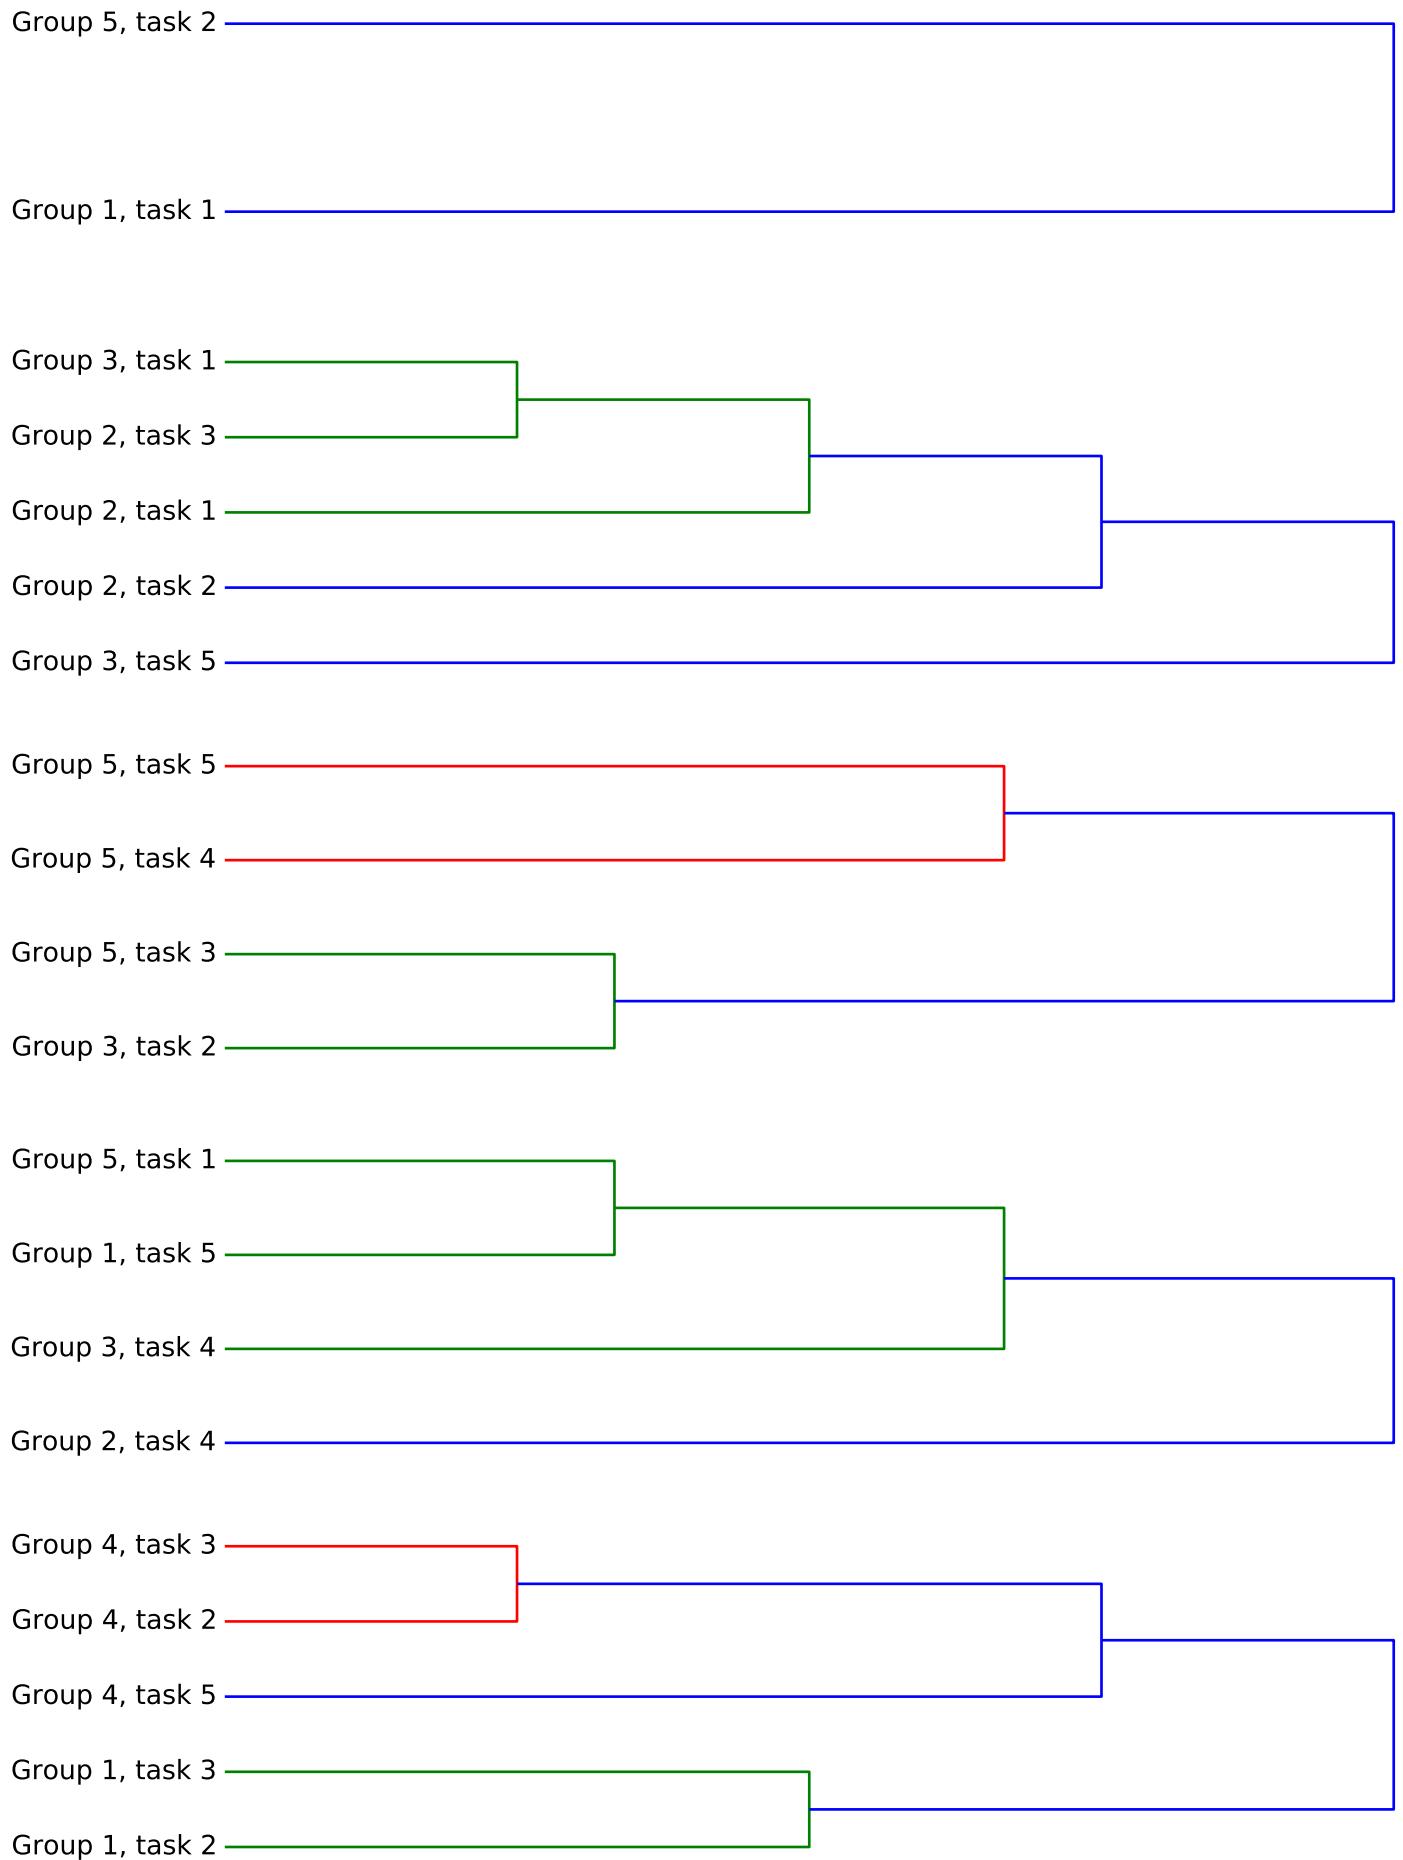 Group 5, task 2
Group 1, task 1
Group 3, task 1
Group 2, task 3
Group 2, task 1
Group 2, task 2
Group 3, task 5
Group 5, task 5
Group 5, task 4
Group 5, task 3
Group 3, task 2
Group 5, task 1
Group 1, task 5
Group 3, task 4
Group 2, task 4
Group 4, task 3
Group 4, task 2
Group 4, task 5
Group 1, task 3
Group 1, task 2